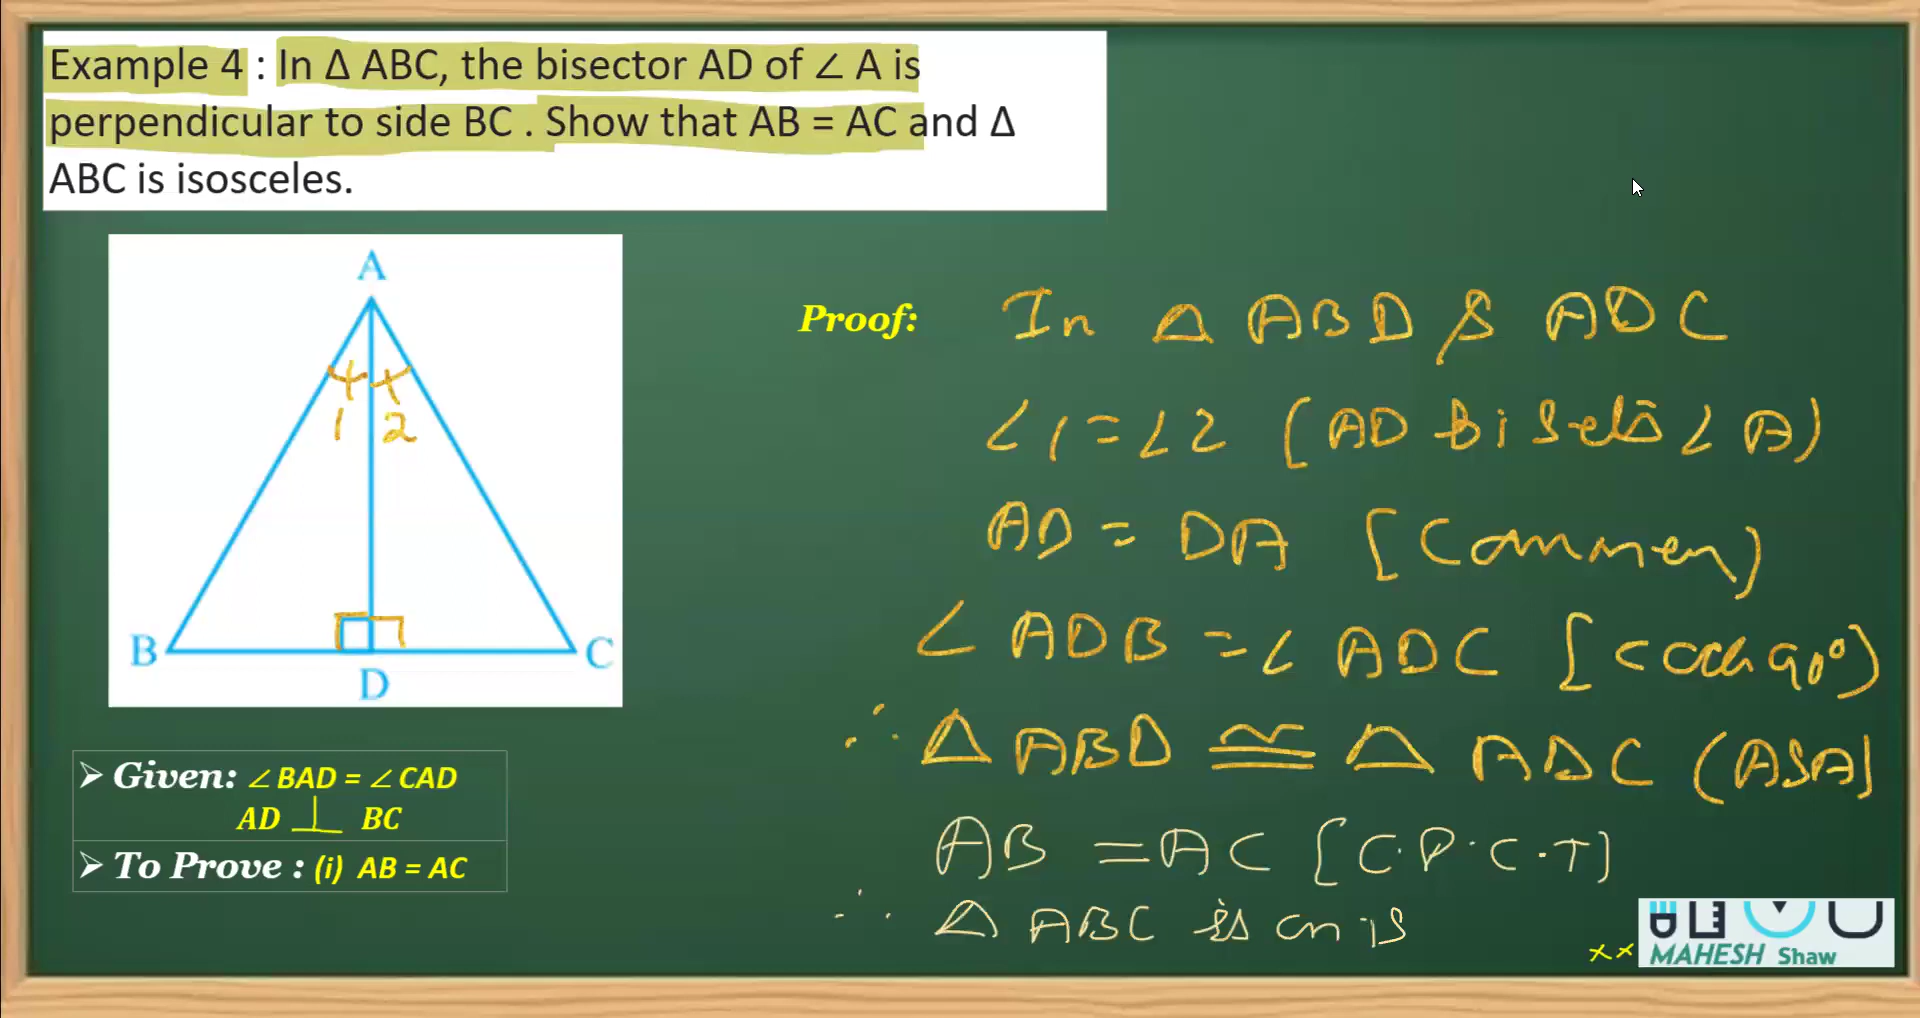 Example 4 : In Δ ABC, the bisector AD of ∠ A is
perpendicular to side BC . Show that AB = AC and Δ
ABC is isosceles.
A
1 2
B
C
D
➢ Given: ∠ BAD = ∠ CAD
AD ⊥ BC
➢ To Prove : (i) AB = AC
Proof: In Δ ABD & ADC
∠1 = ∠2 (AD bisects ∠ A)
AD = DA [Common)
∠ ADB = ∠ ADC [each 90°)
∴ Δ ABD ≅ Δ ADC (ASA]
AB = AC [C.P.C.T]
∴ Δ ABC is an is
xx
MAHESH Shaw